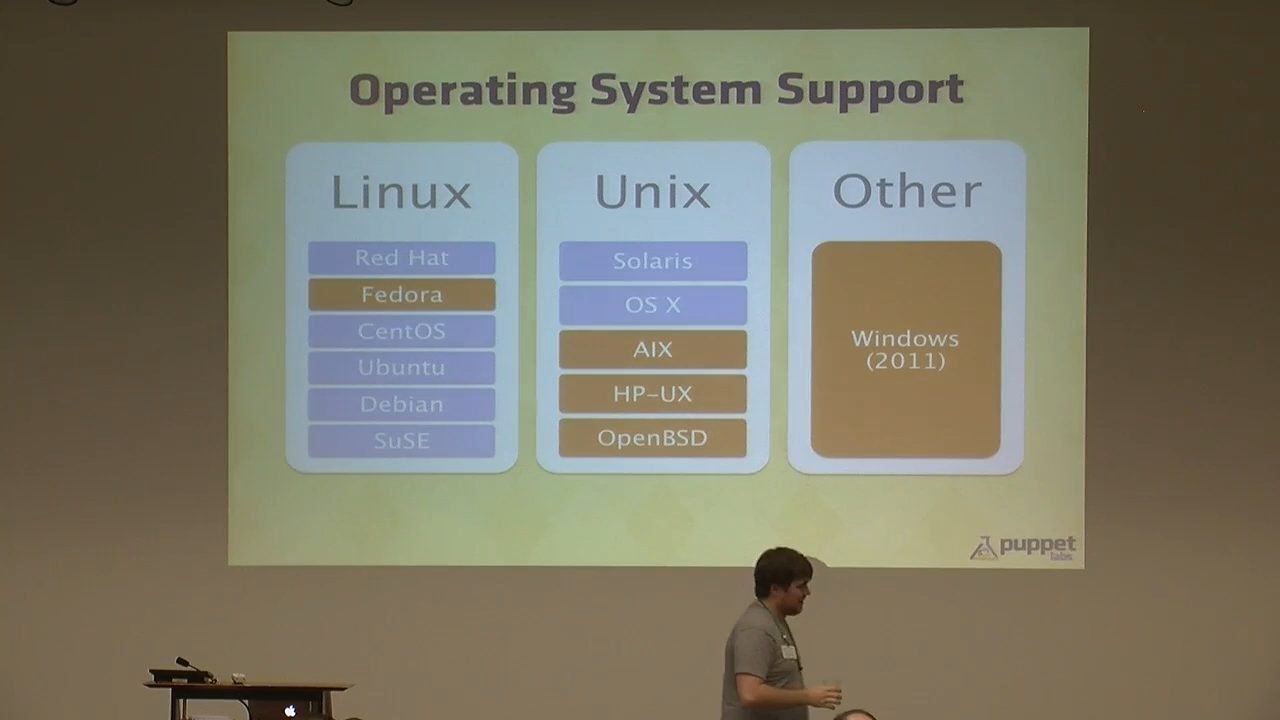 Operating System Support
Linux
Red Hat
Fedora
CentOS
Ubuntu
Debian
SuSE
Unix
Solaris
OS X
AIX
HP-UX
OpenBSD
Other
Windows
(2011)
puppet
labs